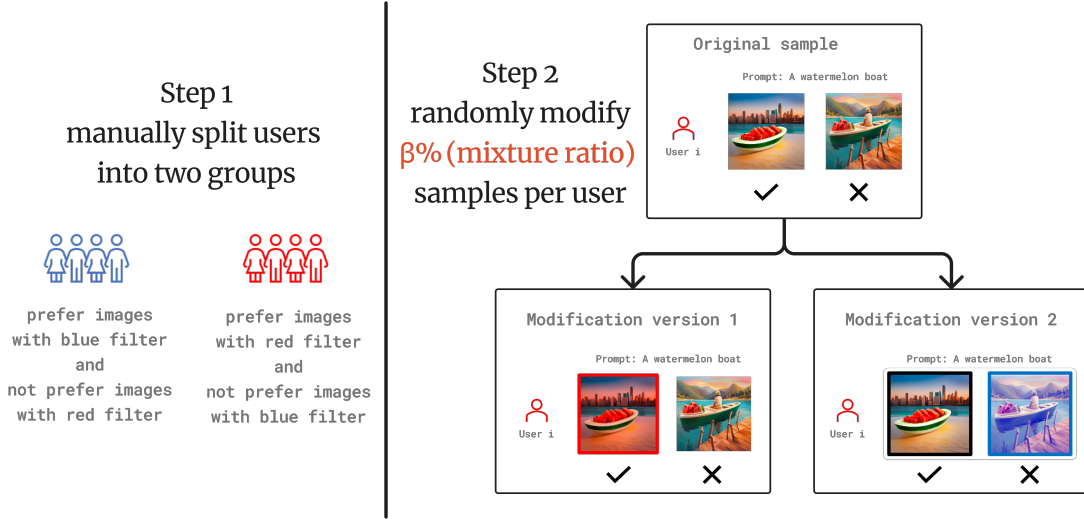 Step 1
manually split users
into two groups
prefer images
with blue filter
and
not prefer images
with red filter
prefer images
with red filter
and
not prefer images
with blue filter
Step 2
randomly modify
β% (mixture ratio)
samples per user
Original sample
Prompt: A watermelon boat
User i
Modification version 1
Prompt: A watermelon boat
User i
Modification version 2
Prompt: A watermelon boat
User i